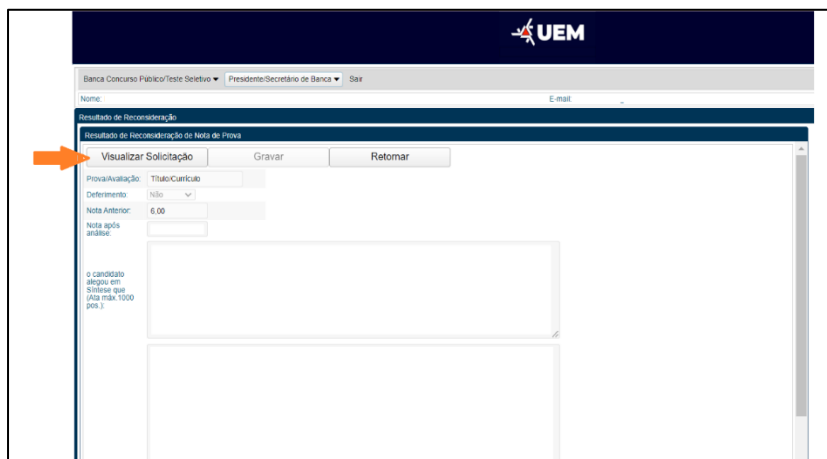 UEM
Banca Concurso Público/Teste Seletivo Presidente/Secretário de Banca Sair
Nome: E-mail:
Resultado de Reconsideração
Resultado de Reconsideração de Nota de Prova
Visualizar Solicitação Gravar Retornar
Prova/Avaliação: Título/Currículo
Deferimento: Não
Nota Anterior: 6,00
Nota após
análise:
o candidato
alegou em
Síntese que
(Ata máx.1000
pos.):